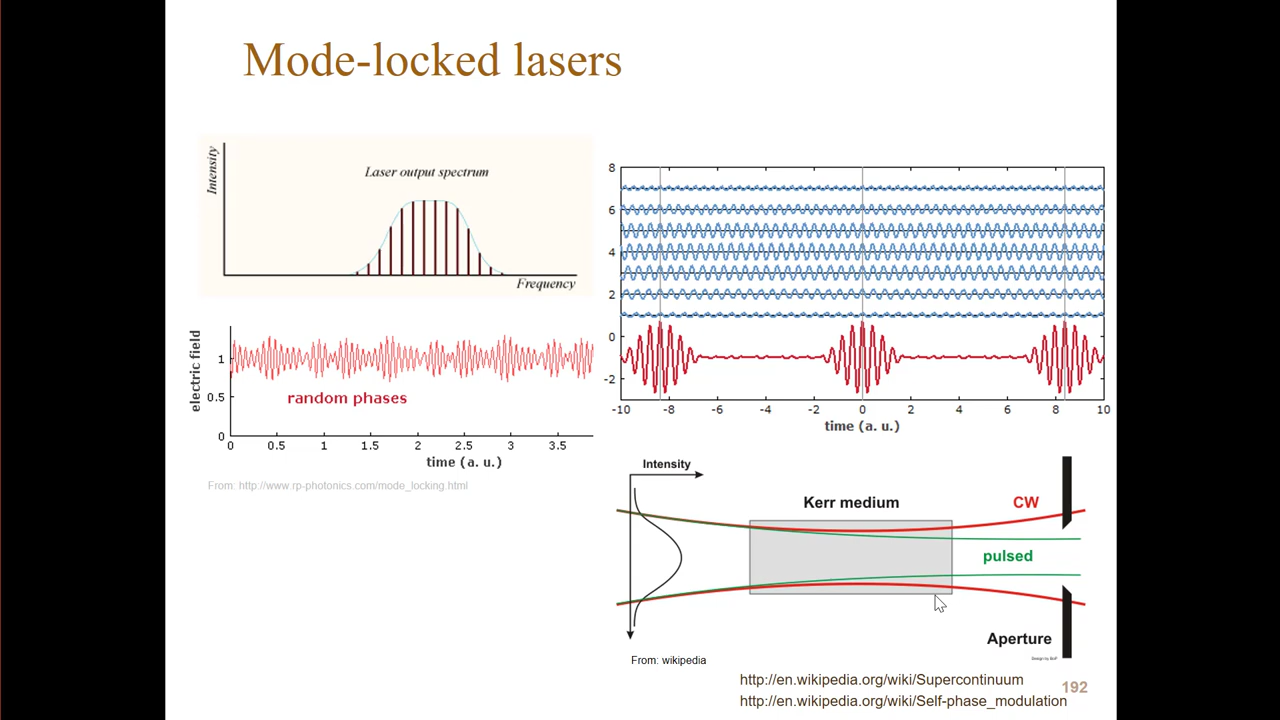 Mode-locked lasers
Intensity
Laser output spectrum
Frequency
electric field
1
0.5
0
random phases
0 0.5 1 1.5 2 2.5 3 3.5
time (a. u.)
From: http://www.rp-photonics.com/mode_locking.html
8
6
4
2
0
-2
-10 -8 -6 -4 -2 0 2 4 6 8 10
time (a. u.)
Intensity
Kerr medium
CW
pulsed
Aperture
Design by BnP
From: wikipedia
http://en.wikipedia.org/wiki/Supercontinuum
192
http://en.wikipedia.org/wiki/Self-phase_modulation